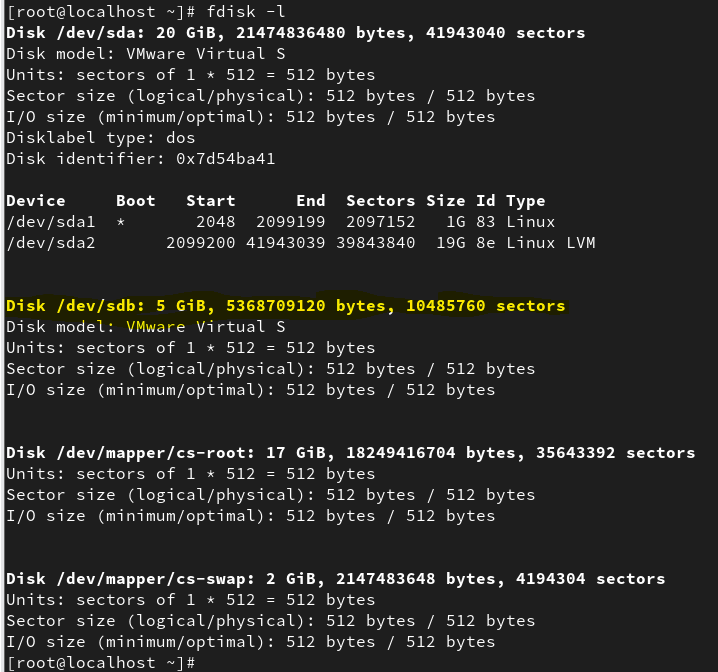 [root@localhost ~]# fdisk -l
Disk /dev/sda: 20 GiB, 21474836480 bytes, 41943040 sectors
Disk model: VMware Virtual S
Units: sectors of 1 * 512 = 512 bytes
Sector size (logical/physical): 512 bytes / 512 bytes
I/O size (minimum/optimal): 512 bytes / 512 bytes
Disklabel type: dos
Disk identifier: 0x7d54ba41
Device     Boot   Start      End  Sectors Size Id Type
/dev/sda1  *       2048  2099199  2097152   1G 83 Linux
/dev/sda2       2099200 41943039 39843840  19G 8e Linux LVM
Disk /dev/sdb: 5 GiB, 5368709120 bytes, 10485760 sectors
Disk model: VMware Virtual S
Units: sectors of 1 * 512 = 512 bytes
Sector size (logical/physical): 512 bytes / 512 bytes
I/O size (minimum/optimal): 512 bytes / 512 bytes
Disk /dev/mapper/cs-root: 17 GiB, 18249416704 bytes, 35643392 sectors
Units: sectors of 1 * 512 = 512 bytes
Sector size (logical/physical): 512 bytes / 512 bytes
I/O size (minimum/optimal): 512 bytes / 512 bytes
Disk /dev/mapper/cs-swap: 2 GiB, 2147483648 bytes, 4194304 sectors
Units: sectors of 1 * 512 = 512 bytes
Sector size (logical/physical): 512 bytes / 512 bytes
I/O size (minimum/optimal): 512 bytes / 512 bytes
[root@localhost ~]#